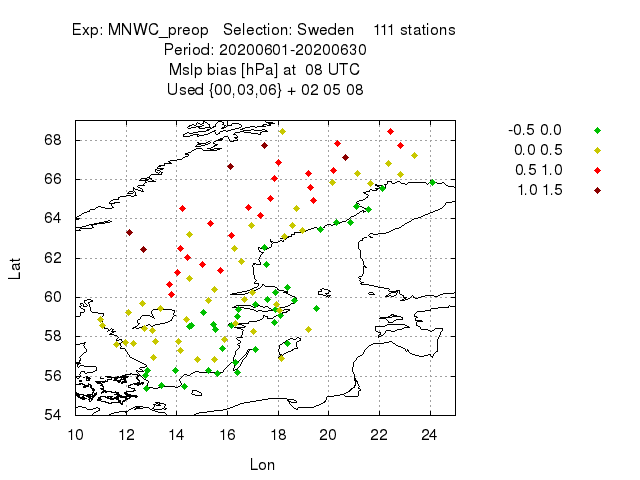 Exp: MNWC_preop Selection: Sweden 111 stations
Period: 20200601-20200630
Mslp bias [hPa] at 08 UTC
Used {00,03,06} + 02 05 08
-0.5 0.0
0.0 0.5
0.5 1.0
1.0 1.5
68
66
64
62
60
58
56
54
Lat
10 12 14 16 18 20 22 24
Lon